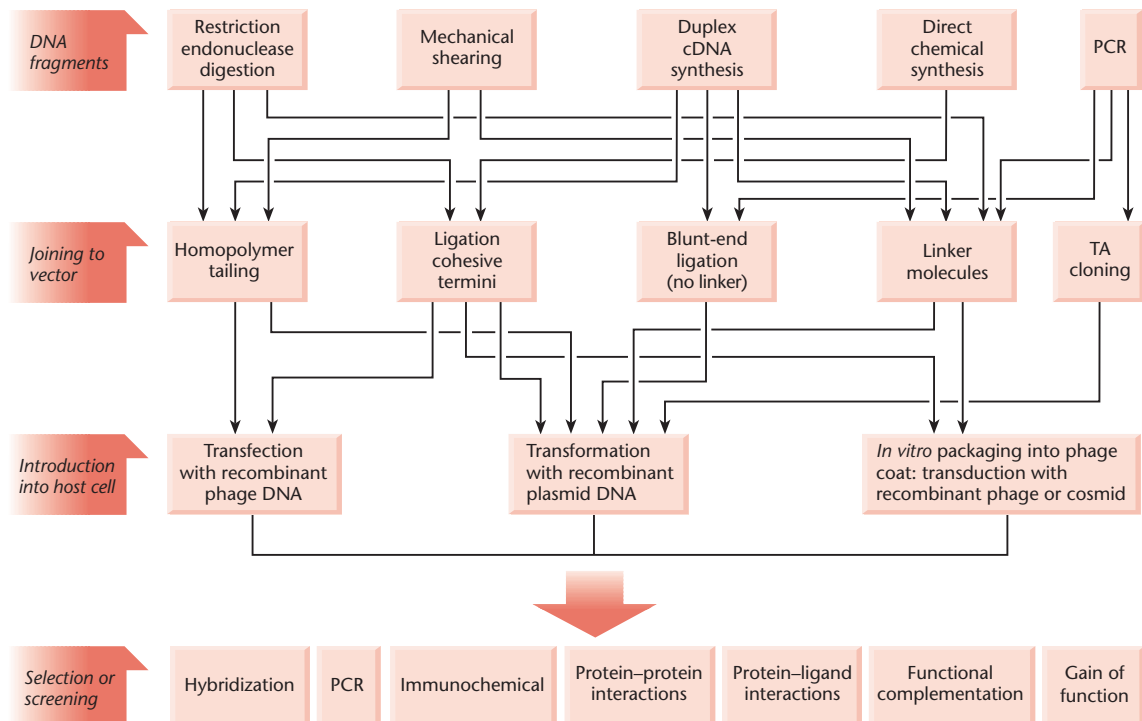 DNA
fragments
Restriction
endonuclease
digestion
Mechanical
shearing
Duplex
cDNA
synthesis
Direct
chemical
synthesis
PCR
Joining to
vector
Homopolymer
tailing
Ligation
cohesive
termini
Blunt-end
ligation
(no linker)
Linker
molecules
TA
cloning
Introduction
into host cell
Transfection
with recombinant
phage DNA
Transformation
with recombinant
plasmid DNA
In vitro packaging into phage
coat: transduction with
recombinant phage or cosmid
Selection or
screening
Hybridization
PCR
Immunochemical
Protein–protein
interactions
Protein–ligand
interactions
Functional
complementation
Gain of
function